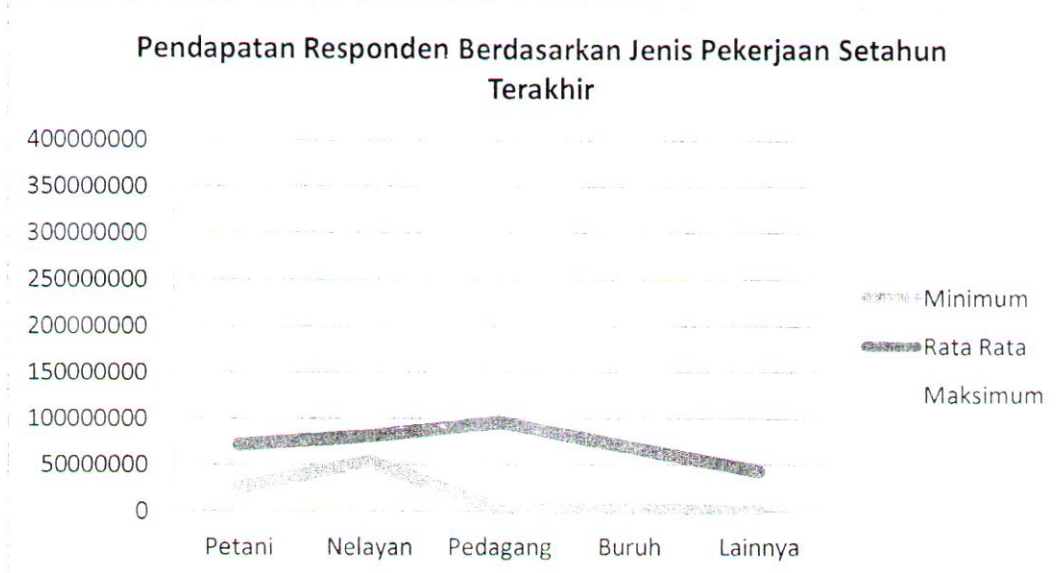 Pendapatan Responden Berdasarkan Jenis Pekerjaan Setahun
Terakhir
400000000
350000000
300000000
250000000
200000000
150000000
100000000
50000000
0
Petani Nelayan Pedagang Buruh Lainnya
Minimum
Rata Rata
Maksimum